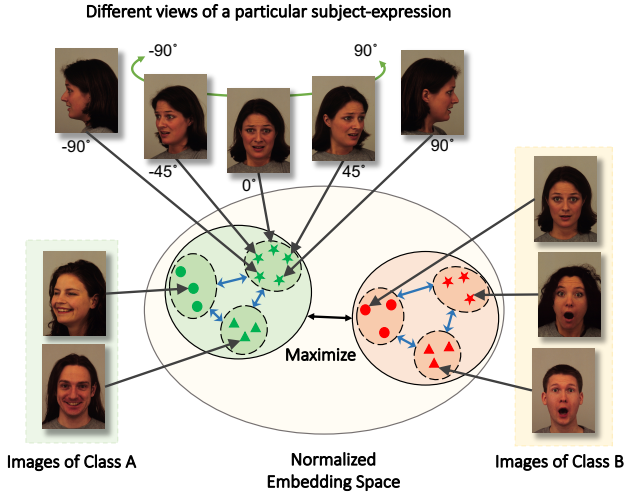 Different views of a particular subject-expression
-90˚
90˚
-90˚
-45˚
0˚
45˚
90˚
Maximize
Images of Class A
Normalized
Embedding Space
Images of Class B